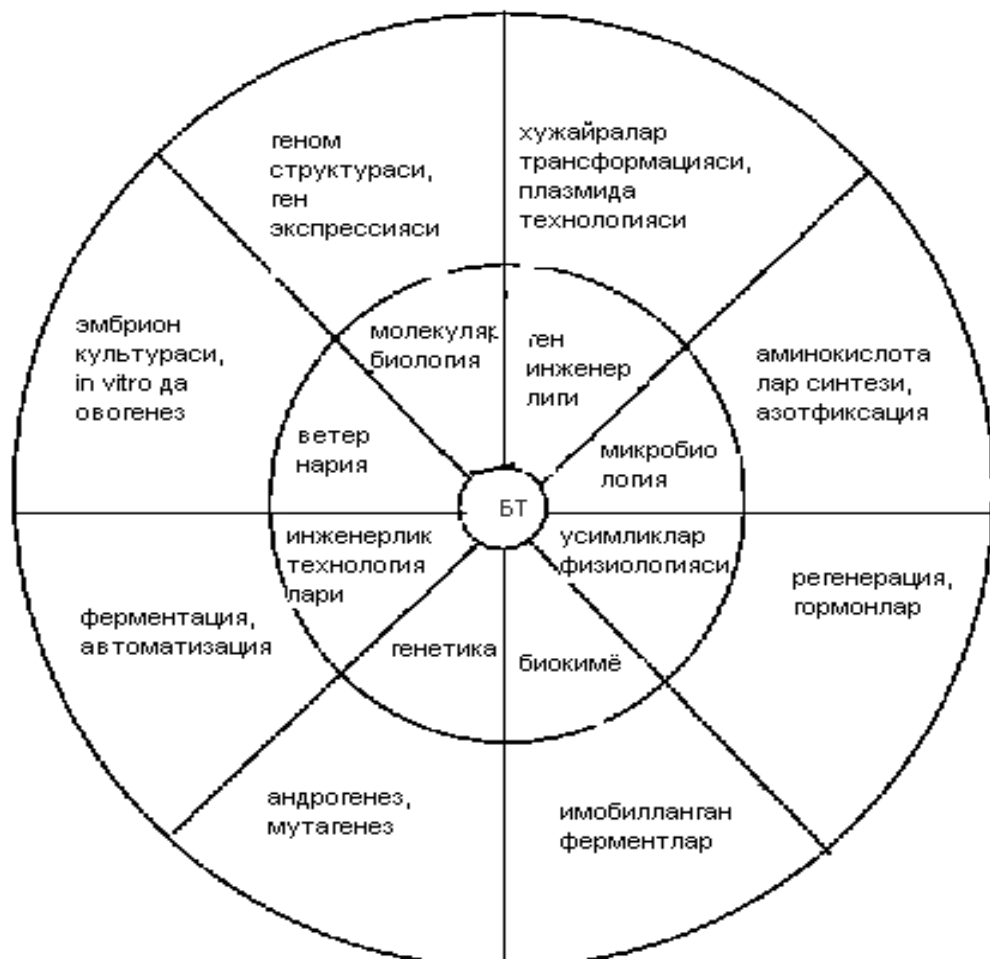 геном
структураси,
ген
экспрессияси
хужайралар
трансформацияси,
плазмида
технологияси
эмбрион
культураси,
in vitro да
овогенез
молекуляр
биология
ген
инженер
лиги
аминокислота
лар синтези,
азотфиксация
ветер
нария
микробио
логия
БТ
инженерлик
технология
лари
усимликлар
физиологияси
ферментация,
автоматизация
генетика
биокимё
регенерация,
гормонлар
андрогенез,
мутагенез
имобилланган
ферментлар